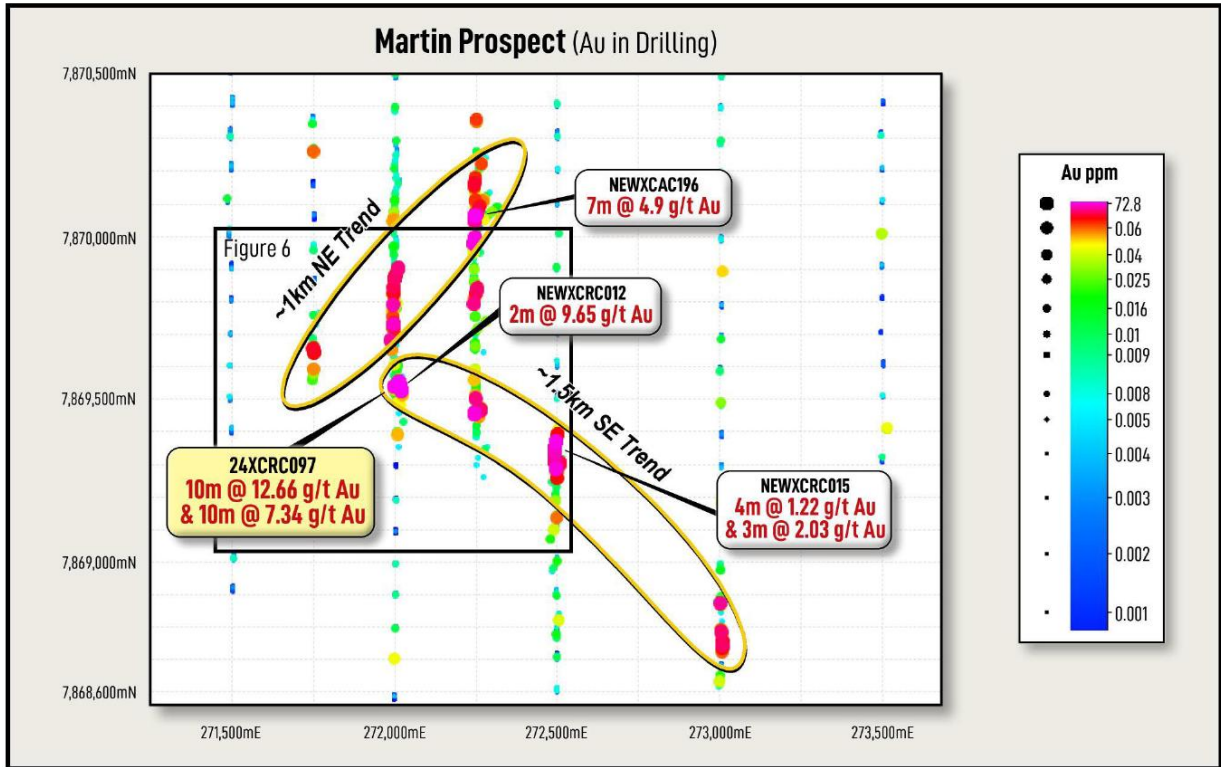 Martin Prospect (Au in Drilling)
7,870,500mN
7,870,000mN
7,869,500mN
7,869,000mN
7,868,600mN
271,500mE
272,000mE
272,500mE
273,000mE
273,500mE
Figure 6
~1km NE Trend
~1.5km SE Trend
NEWXCAC196
7m @ 4.9 g/t Au
NEWXCRC012
2m @ 9.65 g/t Au
24XCRC097
10m @ 12.66 g/t Au
& 10m @ 7.34 g/t Au
NEWXCRC015
4m @ 1.22 g/t Au
& 3m @ 2.03 g/t Au
Au ppm
72.8
0.06
0.04
0.025
0.016
0.01
0.009
0.008
0.005
0.004
0.003
0.002
0.001